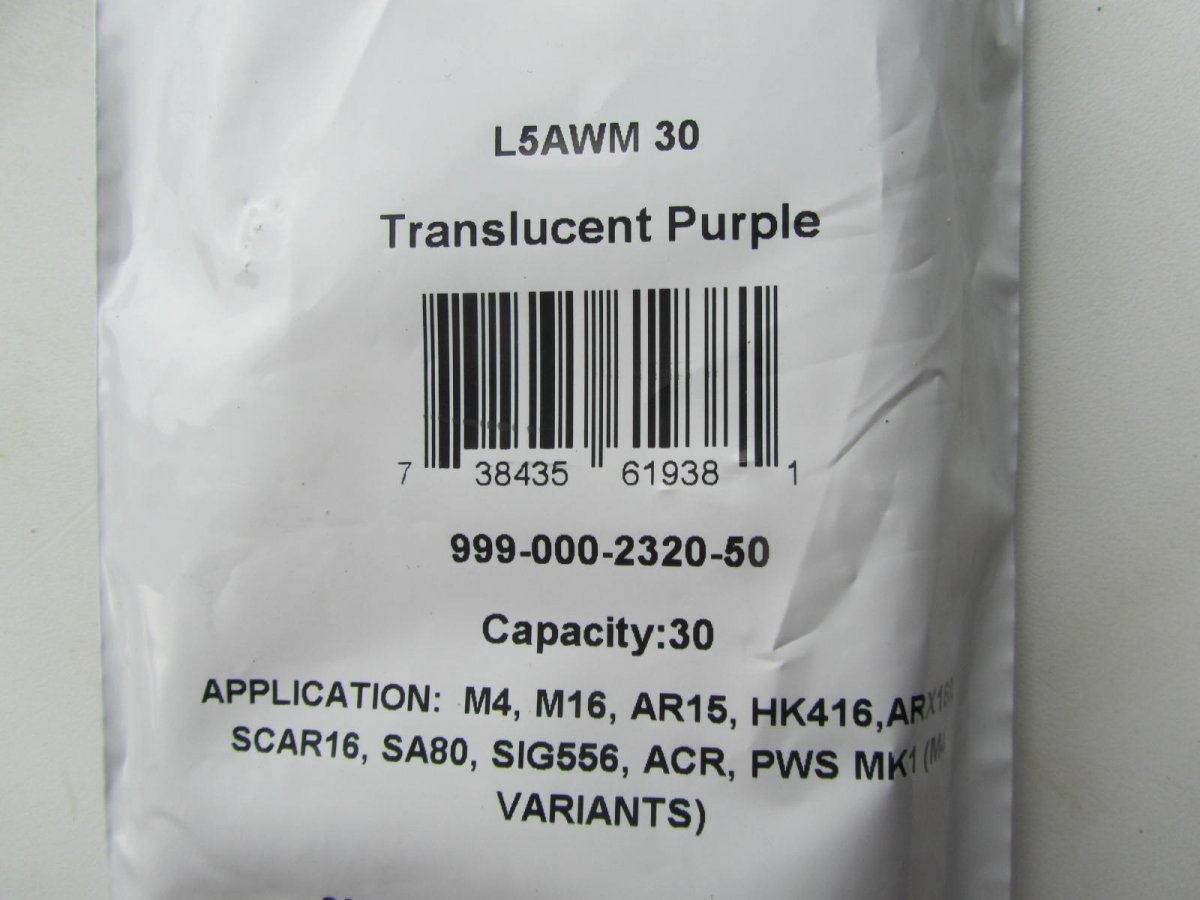 L5AWM 30
Translucent Purple
7 38435 61938 1
999-000-2320-50
Capacity:30
APPLICATION: M4, M16, AR15, HK416,
SCAR16, SA80, SIG556, ACR, PWS MK1
VARIANTS)